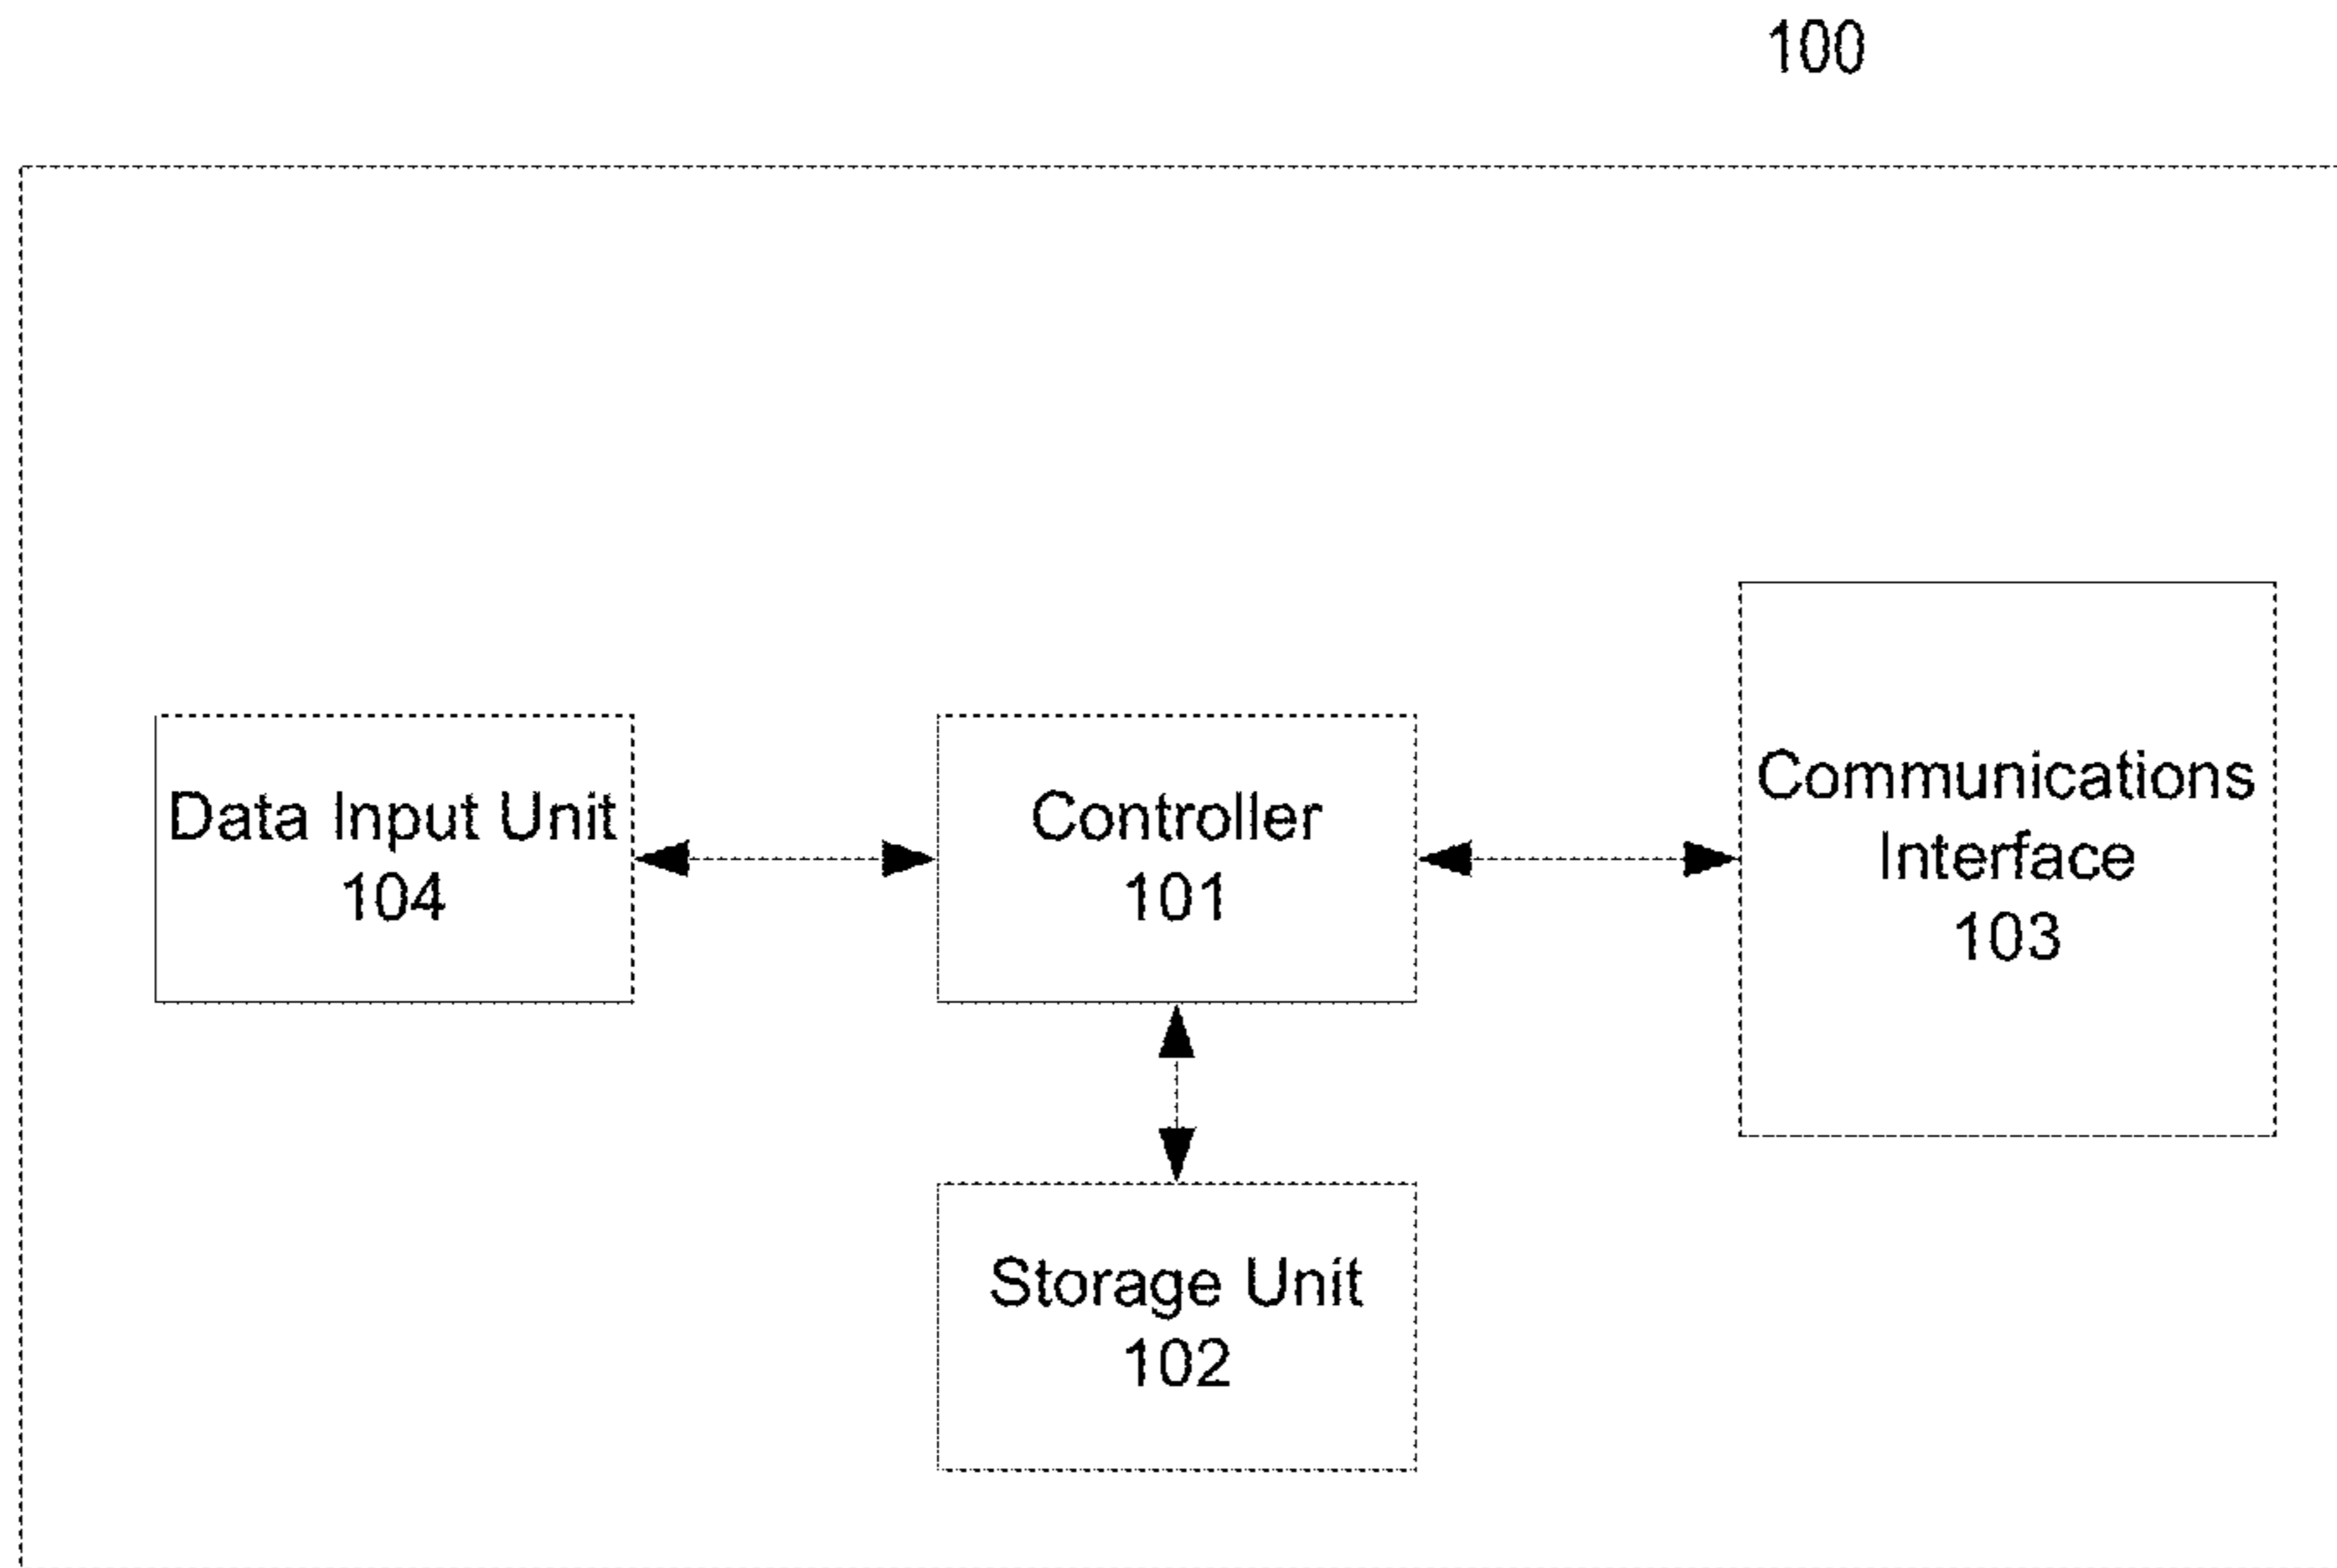 100
Data Input Unit
104
Controller
101
Communications
Interface
103
Storage Unit
102